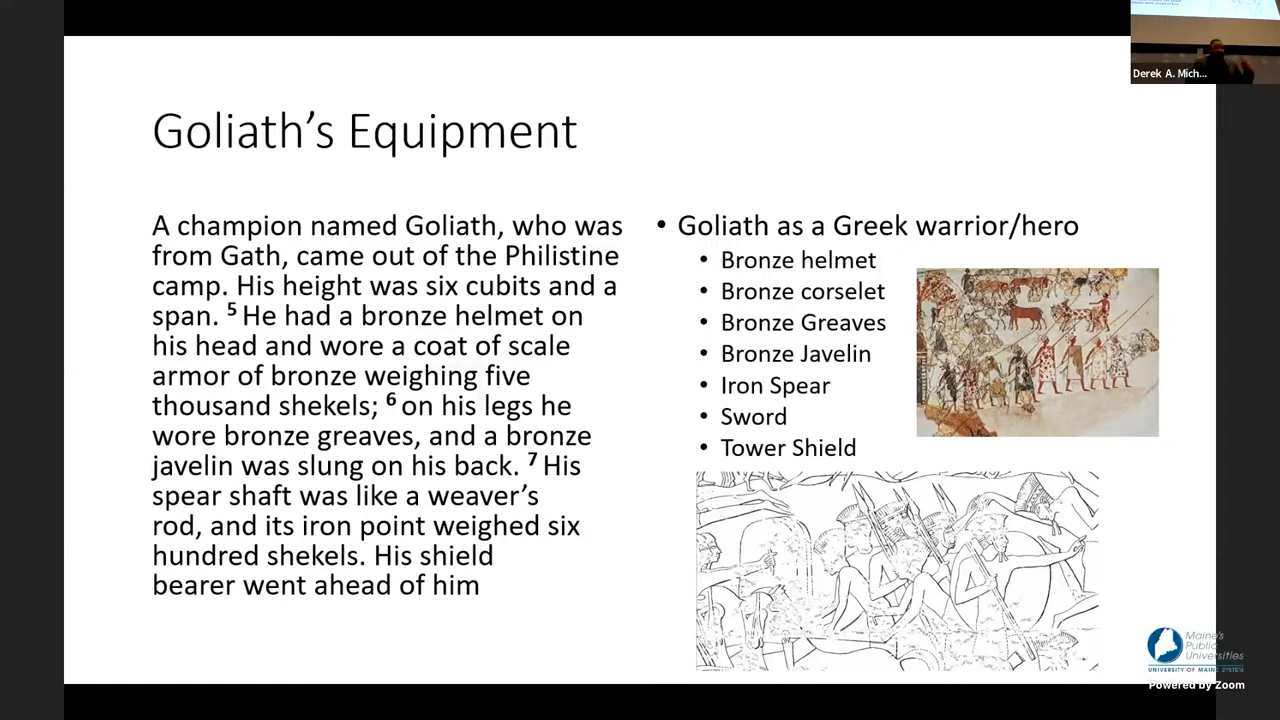 Derek A. Mich...
Goliath’s Equipment
A champion named Goliath, who was
from Gath, came out of the Philistine
camp. His height was six cubits and a
span. ⁵ He had a bronze helmet on
his head and wore a coat of scale
armor of bronze weighing five
thousand shekels; ⁶ on his legs he
wore bronze greaves, and a bronze
javelin was slung on his back. ⁷ His
spear shaft was like a weaver’s
rod, and its iron point weighed six
hundred shekels. His shield
bearer went ahead of him
• Goliath as a Greek warrior/hero
• Bronze helmet
• Bronze corselet
• Bronze Greaves
• Bronze Javelin
• Iron Spear
• Sword
• Tower Shield
Maine's
Public
Universities
UNIVERSITY OF MAINE SYSTEM
Powered by Zoom